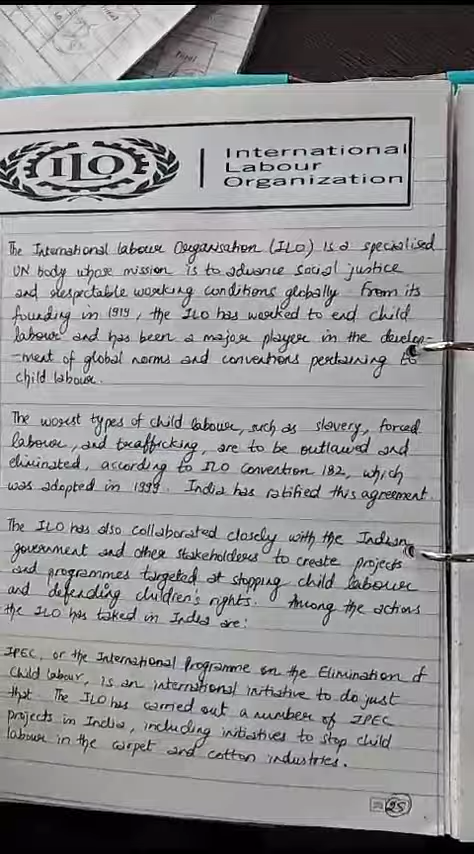 ILO
International
Labour
Organization
The International labour Organisation (ILO) is a specialised
UN body whose mission is to advance social justice
and respectable working conditions globally. From its
founding in 1919, the ILO has worked to end child
labour and has been a major player in the develop-
-ment of global norms and conventions pertaining to
child labour.
The worst types of child labour, such as slavery, forced
labour, and trafficking, are to be outlawed and
eliminated, according to ILO convention 182, which
was adopted in 1999. India has ratified this agreement.
The ILO has also collaborated closely with the Indian
government and other stakeholders to create projects
and programmes targeted at stopping child labour
and defending children's rights. Among the actions
the ILO has taked in India are:
IPEC, or the International Programme on the Elimination of
Child labour, is an international initiative to do just
that. The ILO has carried out a number of IPEC
projects in India, including initiatives to stop child
labour in the carpet and cotton industries.
25